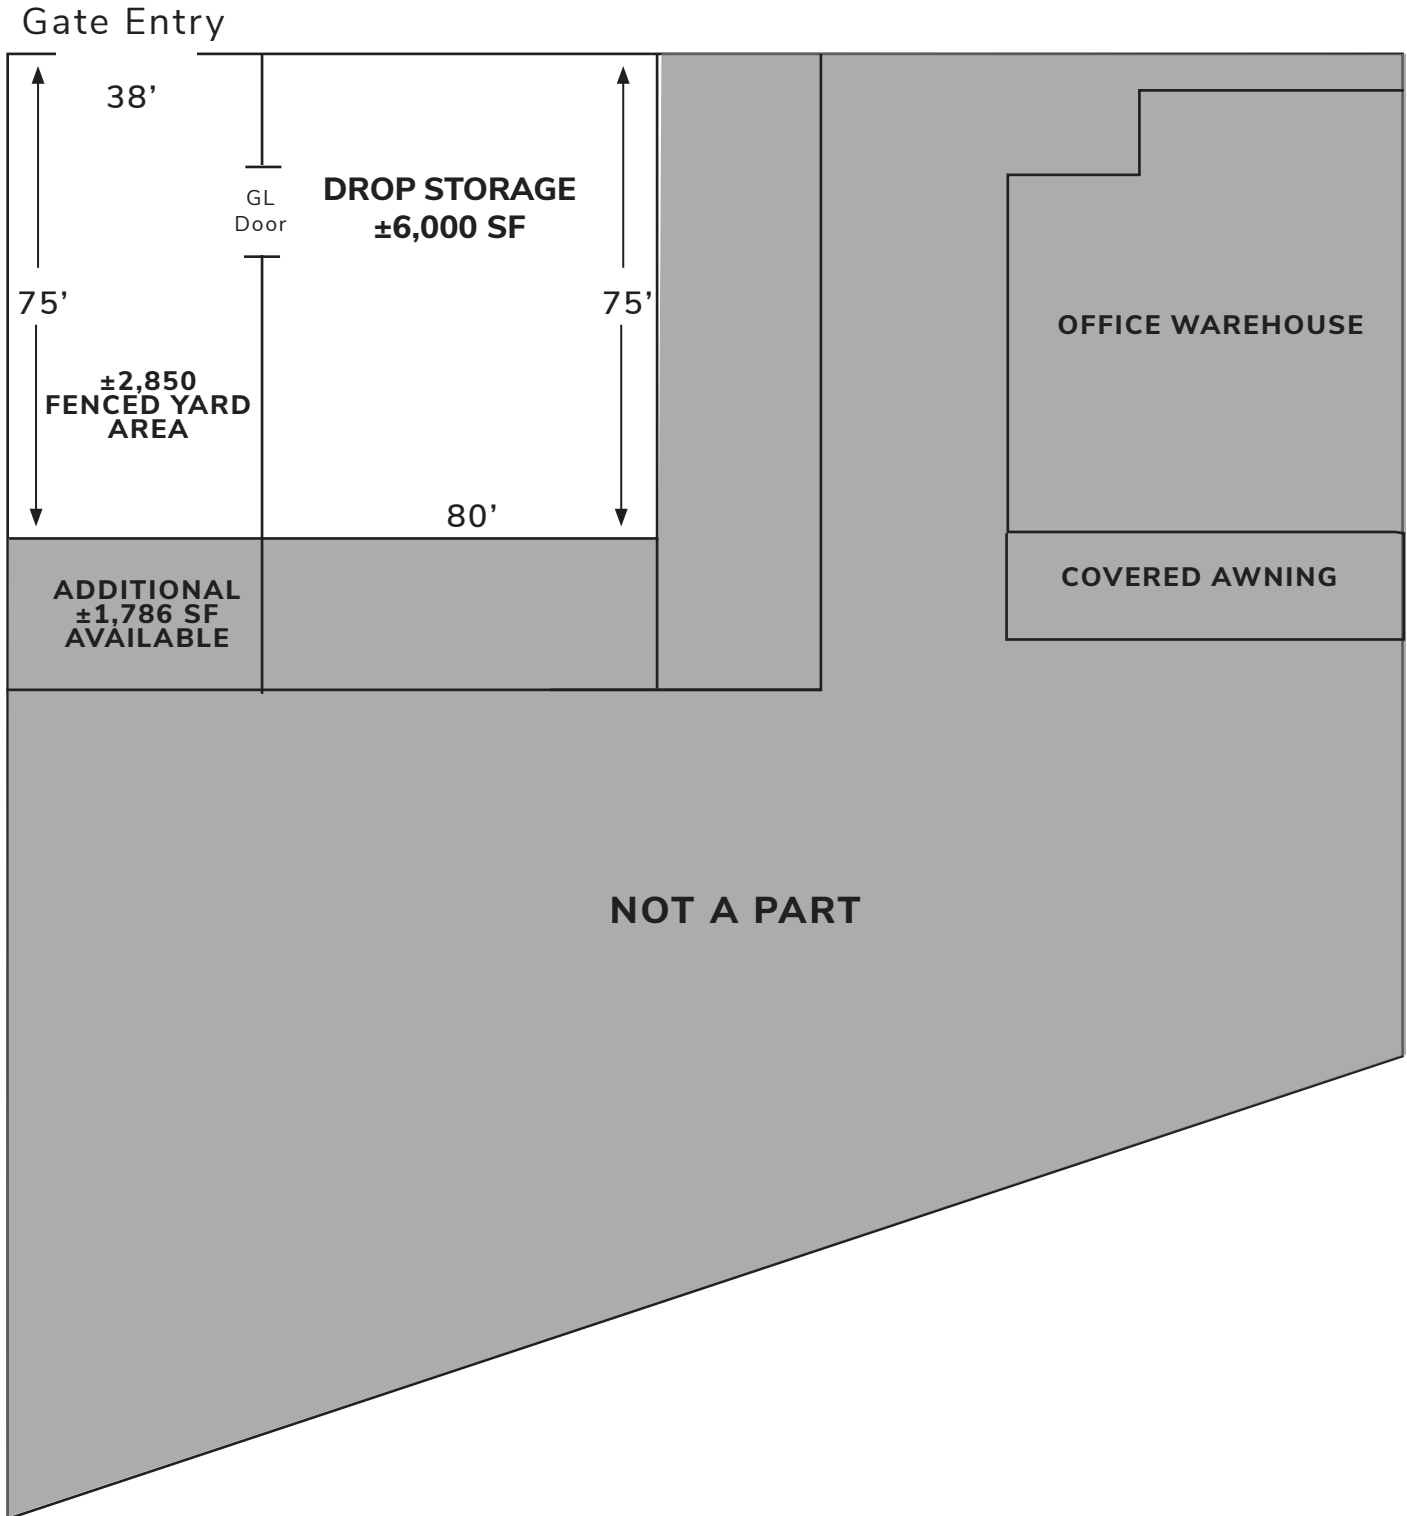 Gate Entry
38’
GL
Door
DROP STORAGE
±6,000 SF
75’
75’
OFFICE WAREHOUSE
±2,850
FENCED YARD
AREA
80’
ADDITIONAL
±1,786 SF
AVAILABLE
COVERED AWNING
NOT A PART